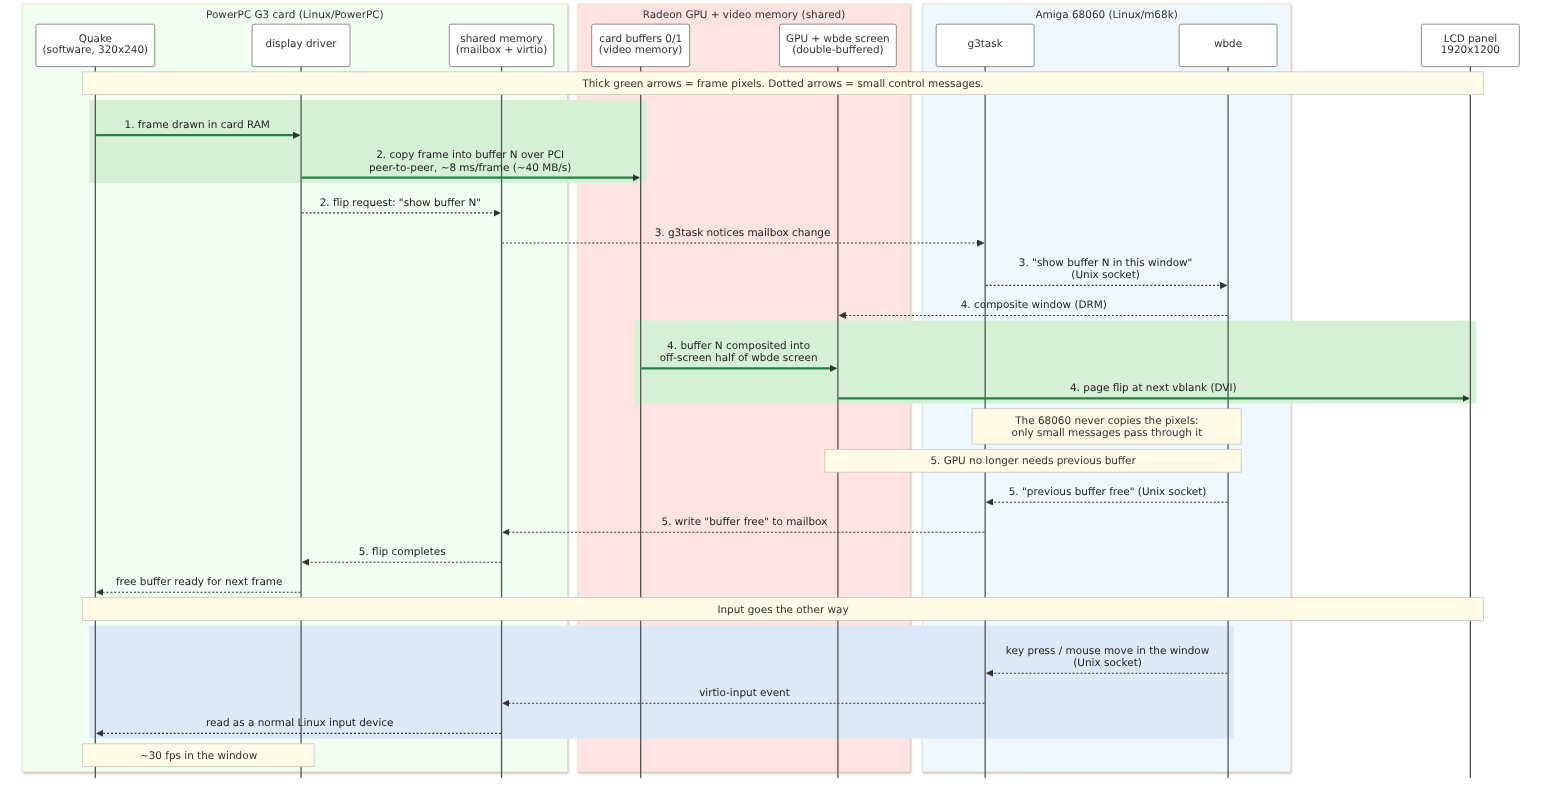 PowerPC G3 card (Linux/PowerPC)
Radeon GPU + video memory (shared)
Amiga 68060 (Linux/m68k)
Quake
(software, 320x240)
display driver
shared memory
(mailbox + virtio)
card buffers 0/1
(video memory)
GPU + wbde screen
(double-buffered)
g3task
wbde
LCD panel
1920x1200
Thick green arrows = frame pixels. Dotted arrows = small control messages.
1. frame drawn in card RAM
2. copy frame into buffer N over PCI
peer-to-peer, ~8 ms/frame (~40 MB/s)
2. flip request: "show buffer N"
3. g3task notices mailbox change
3. "show buffer N in this window"
(Unix socket)
4. composite window (DRM)
4. buffer N composited into
off-screen half of wbde screen
4. page flip at next vblank (DVI)
The 68060 never copies the pixels:
only small messages pass through it
5. GPU no longer needs previous buffer
5. "previous buffer free" (Unix socket)
5. write "buffer free" to mailbox
5. flip completes
free buffer ready for next frame
Input goes the other way
key press / mouse move in the window
(Unix socket)
virtio-input event
read as a normal Linux input device
~30 fps in the window